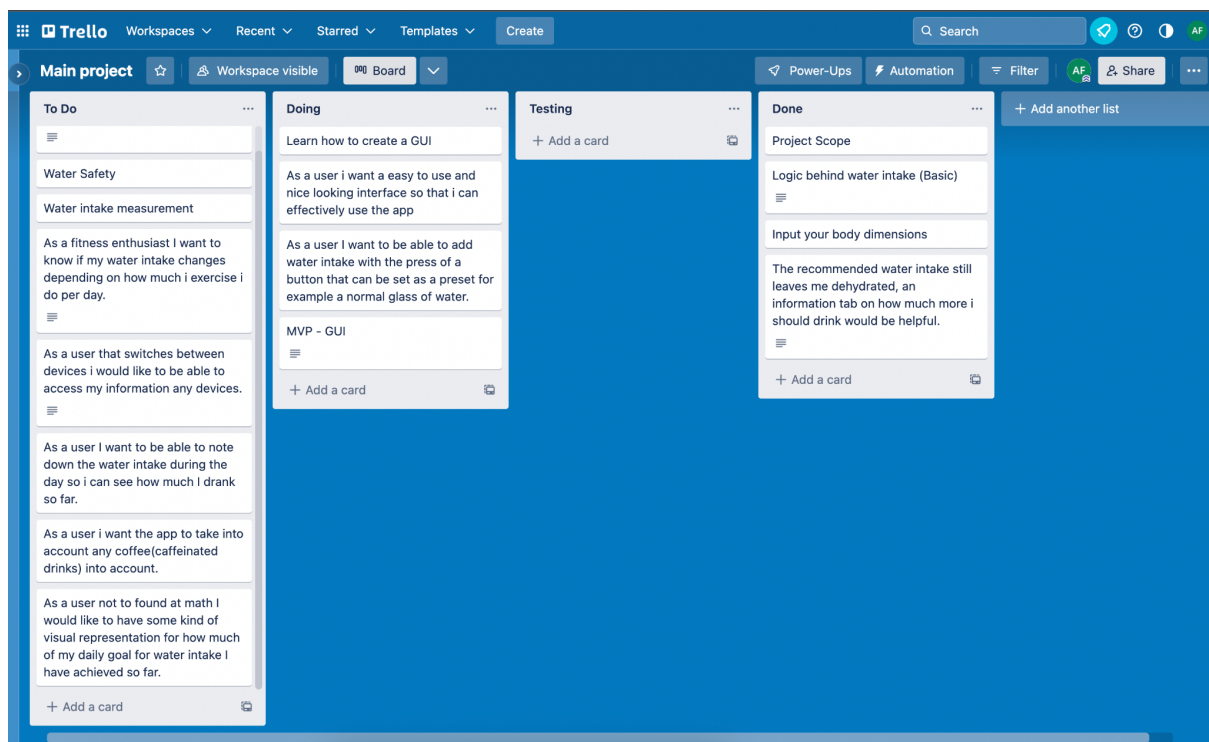 Trello
Workspaces
Recent
Starred
Templates
Create
Search
AF
Main project
Workspace visible
Board
Power-Ups
Automation
Filter
AF
Share
To Do
Water Safety
Water intake measurement
As a fitness enthusiast I want to
know if my water intake changes
depending on how much i exercise i
do per day.
As a user that switches between
devices i would like to be able to
access my information any devices.
As a user I want to be able to note
down the water intake during the
day so i can see how much I drank
so far.
As a user i want the app to take into
account any coffee(caffeinated
drinks) into account.
As a user not to found at math I
would like to have some kind of
visual representation for how much
of my daily goal for water intake I
have achieved so far.
+ Add a card
Doing
Learn how to create a GUI
As a user i want a easy to use and
nice looking interface so that i can
effectively use the app
As a user I want to be able to add
water intake with the press of a
button that can be set as a preset for
example a normal glass of water.
MVP - GUI
+ Add a card
Testing
+ Add a card
Done
Project Scope
Logic behind water intake (Basic)
Input your body dimensions
The recommended water intake still
leaves me dehydrated, an
information tab on how much more i
should drink would be helpful.
+ Add a card
+ Add another list